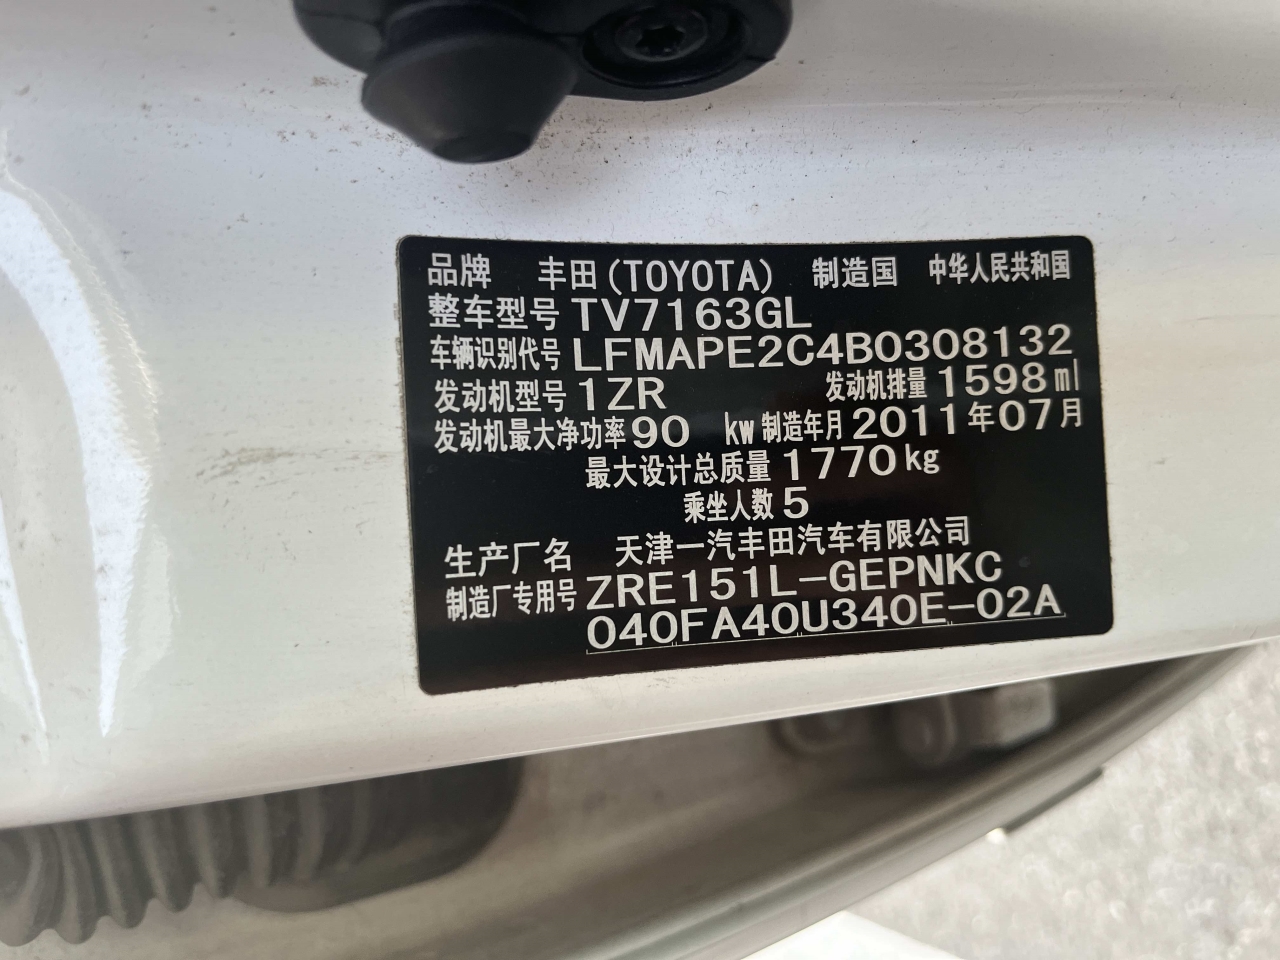 品牌 丰田(TOYOTA) 制造国 中华人民共和国
整车型号 TV7163GL
车辆识别代号 LFMAPE2C4B0308132
发动机型号 1ZR 发动机排量 1598 ml
发动机最大净功率 90 kw 制造年月 2011年07月
最大设计总质量 1770 kg
乘坐人数 5
生产厂名 天津一汽丰田汽车有限公司
制造厂专用号 ZRE151L-GEPNKC
040FA40U340E-02A